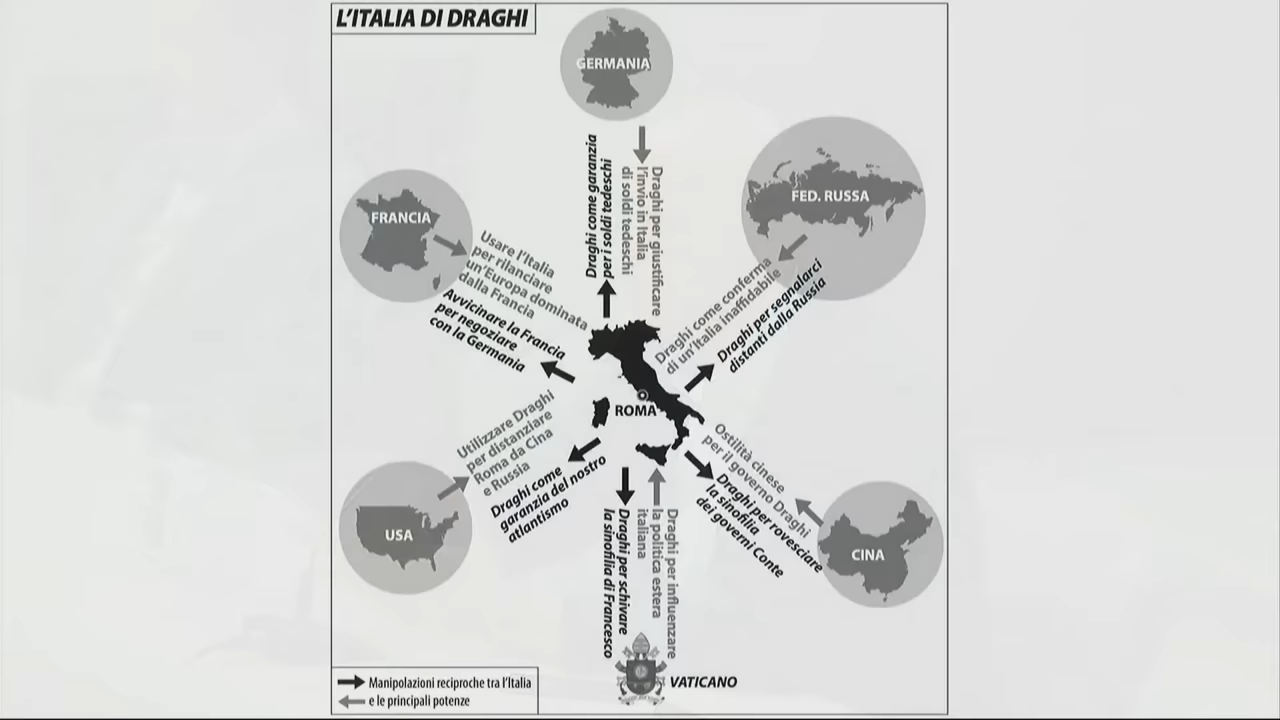 L'ITALIA DI DRAGHI
GERMANIA
Draghi come garanzia
per i soldi tedeschi
Draghi per giustificare
l'invio in Italia
di soldi tedeschi
FRANCIA
Usare l'Italia
per rilanciare
un'Europa dominata
dalla Francia
Avvicinare la Francia
per negoziare
con la Germania
FED. RUSSA
Draghi come conferma
di un'Italia inaffidabile
Draghi per segnalarci
distanti dalla Russia
ROMA
USA
Utilizzare Draghi
per distanziare
Roma da Cina
e Russia
Draghi come
garanzia del nostro
atlantismo
CINA
Ostilità cinese
per il governo Draghi
Draghi per rovesciare
la sinofilia
dei governi Conte
Draghi per influenzare
la politica estera
italiana
Draghi per schivare
la sinofilia di Francesco
VATICANO
Manipolazioni reciproche tra l'Italia
e le principali potenze